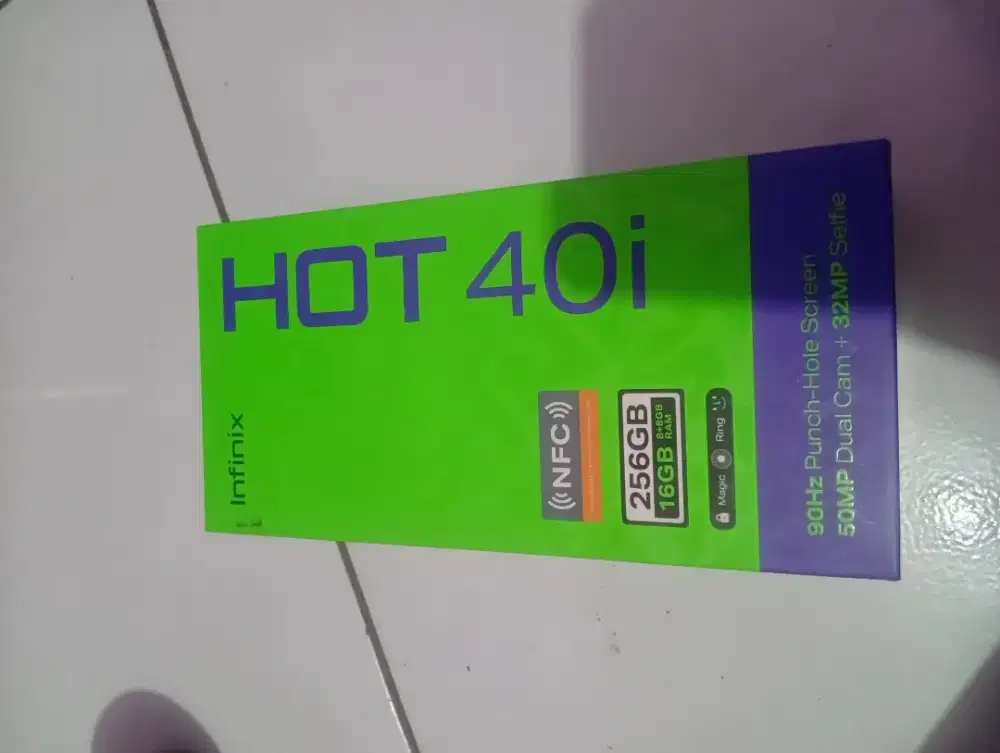 HOT 40i
Infinix
NFC
256GB
16GB 8+8GB
RAM
Magic Ring
90Hz Punch-Hole Screen
50MP Dual Cam + 32MP Selfie